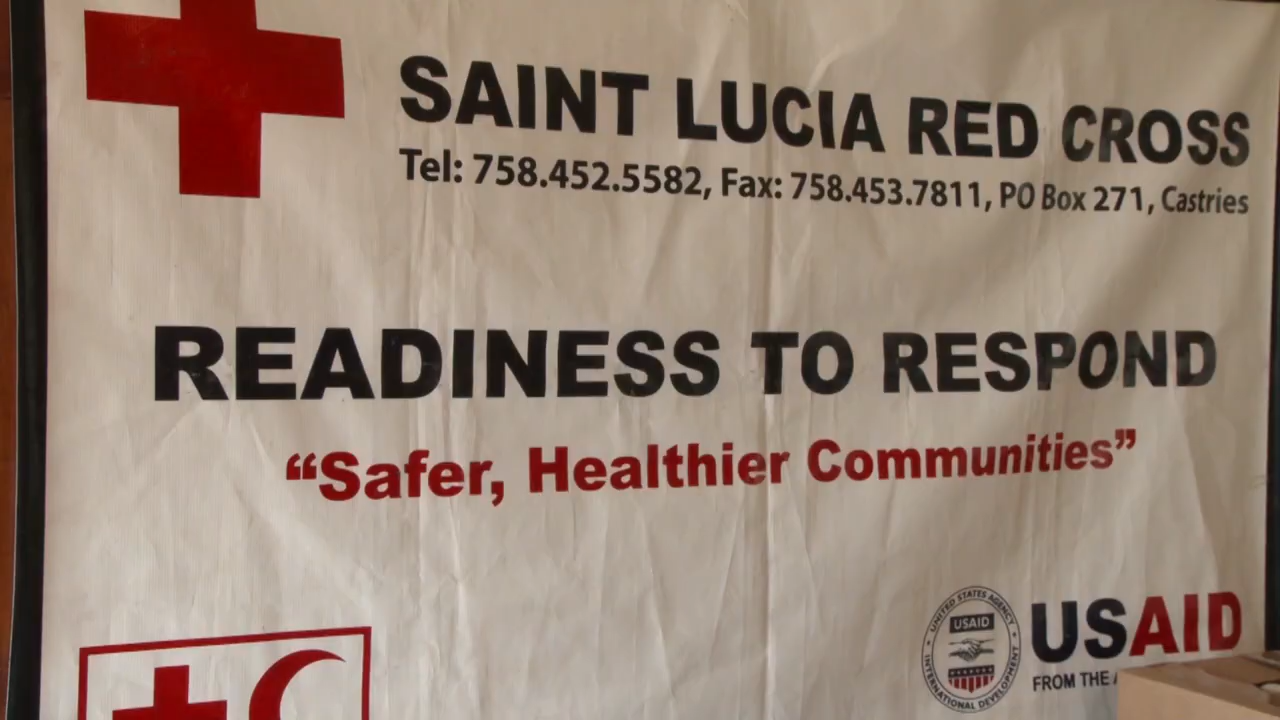 SAINT LUCIA RED CROSS
Tel: 758.452.5582, Fax: 758.453.7811, PO Box 271, Castries
READINESS TO RESPOND
“Safer, Healthier Communities”
UNITED STATES AGENCY
USAID
INTERNATIONAL DEVELOPMENT
USAID
FROM THE